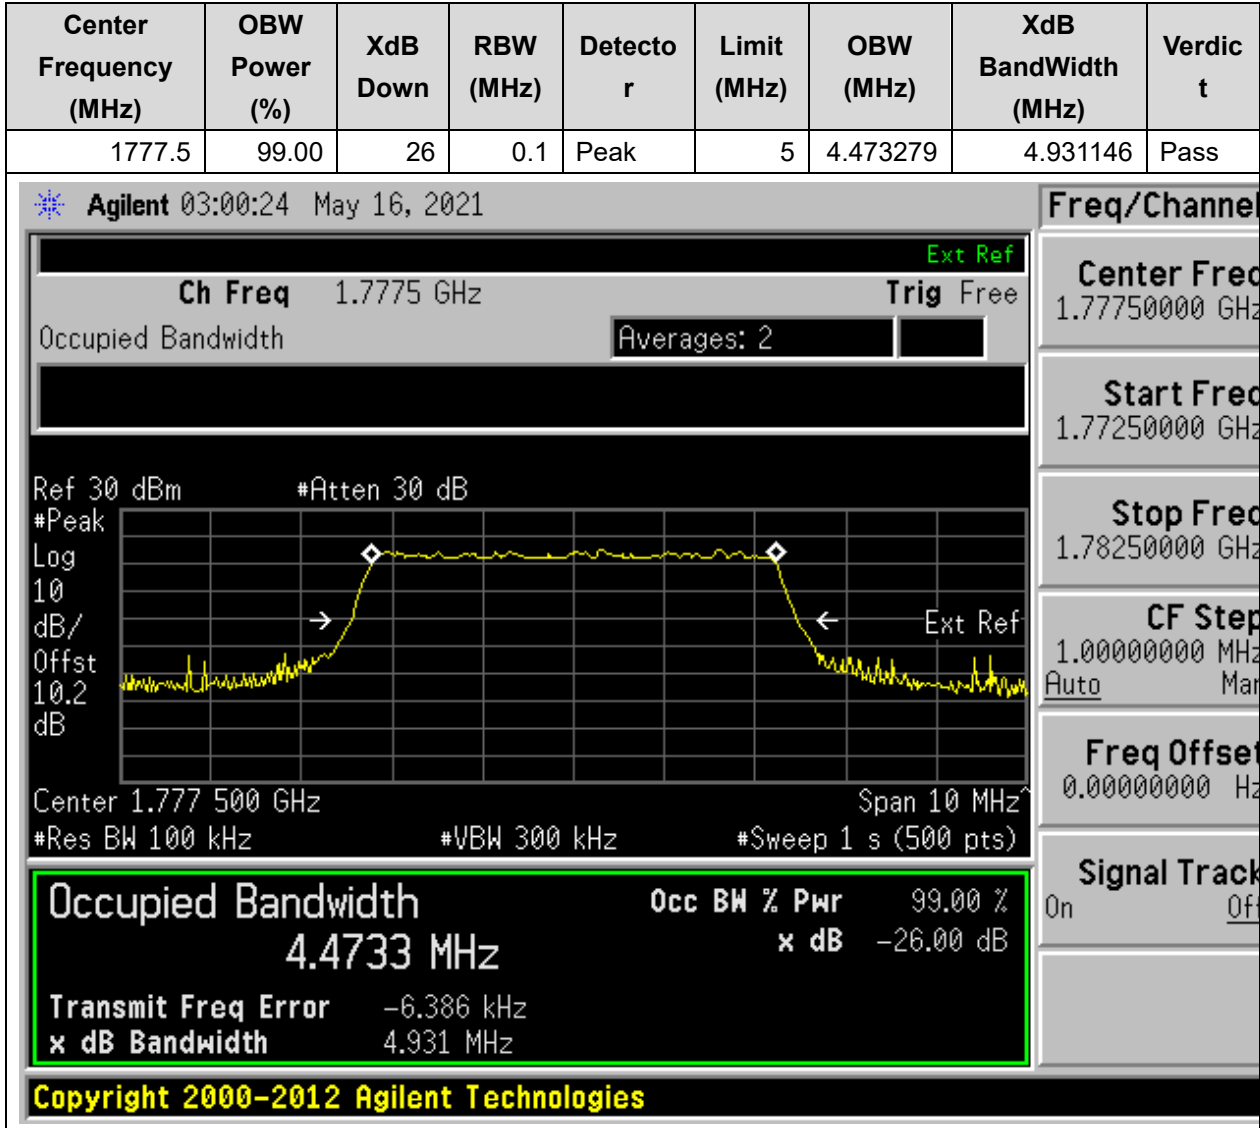 Center Frequency (MHz) OBW Power (%) XdB Down RBW (MHz) Detecto r Limit (MHz) OBW (MHz) XdB BandWidth (MHz) Verdic t
1777.5 99.00 26 0.1 Peak 5 4.473279 4.931146 Pass
Agilent 03:00:24 May 16, 2021
Freq/Channel
Ext Ref
Ch Freq 1.7775 GHz Trig Free
Occupied Bandwidth Averages: 2
Center Freq
1.77750000 GHz
Start Freq
1.77250000 GHz
Stop Freq
1.78250000 GHz
CF Step
1.00000000 MHz
Auto Man
Freq Offset
0.00000000 Hz
Signal Track
On Off
Ref 30 dBm #Atten 30 dB
#Peak
Log
10
dB/
Offst
10.2
dB
Ext Ref
Center 1.777 500 GHz Span 10 MHz^
#Res BW 100 kHz #VBW 300 kHz #Sweep 1 s (500 pts)
Occupied Bandwidth Occ BW % Pwr 99.00 %
4.4733 MHz x dB -26.00 dB
Transmit Freq Error -6.386 kHz
x dB Bandwidth 4.931 MHz
Copyright 2000-2012 Agilent Technologies